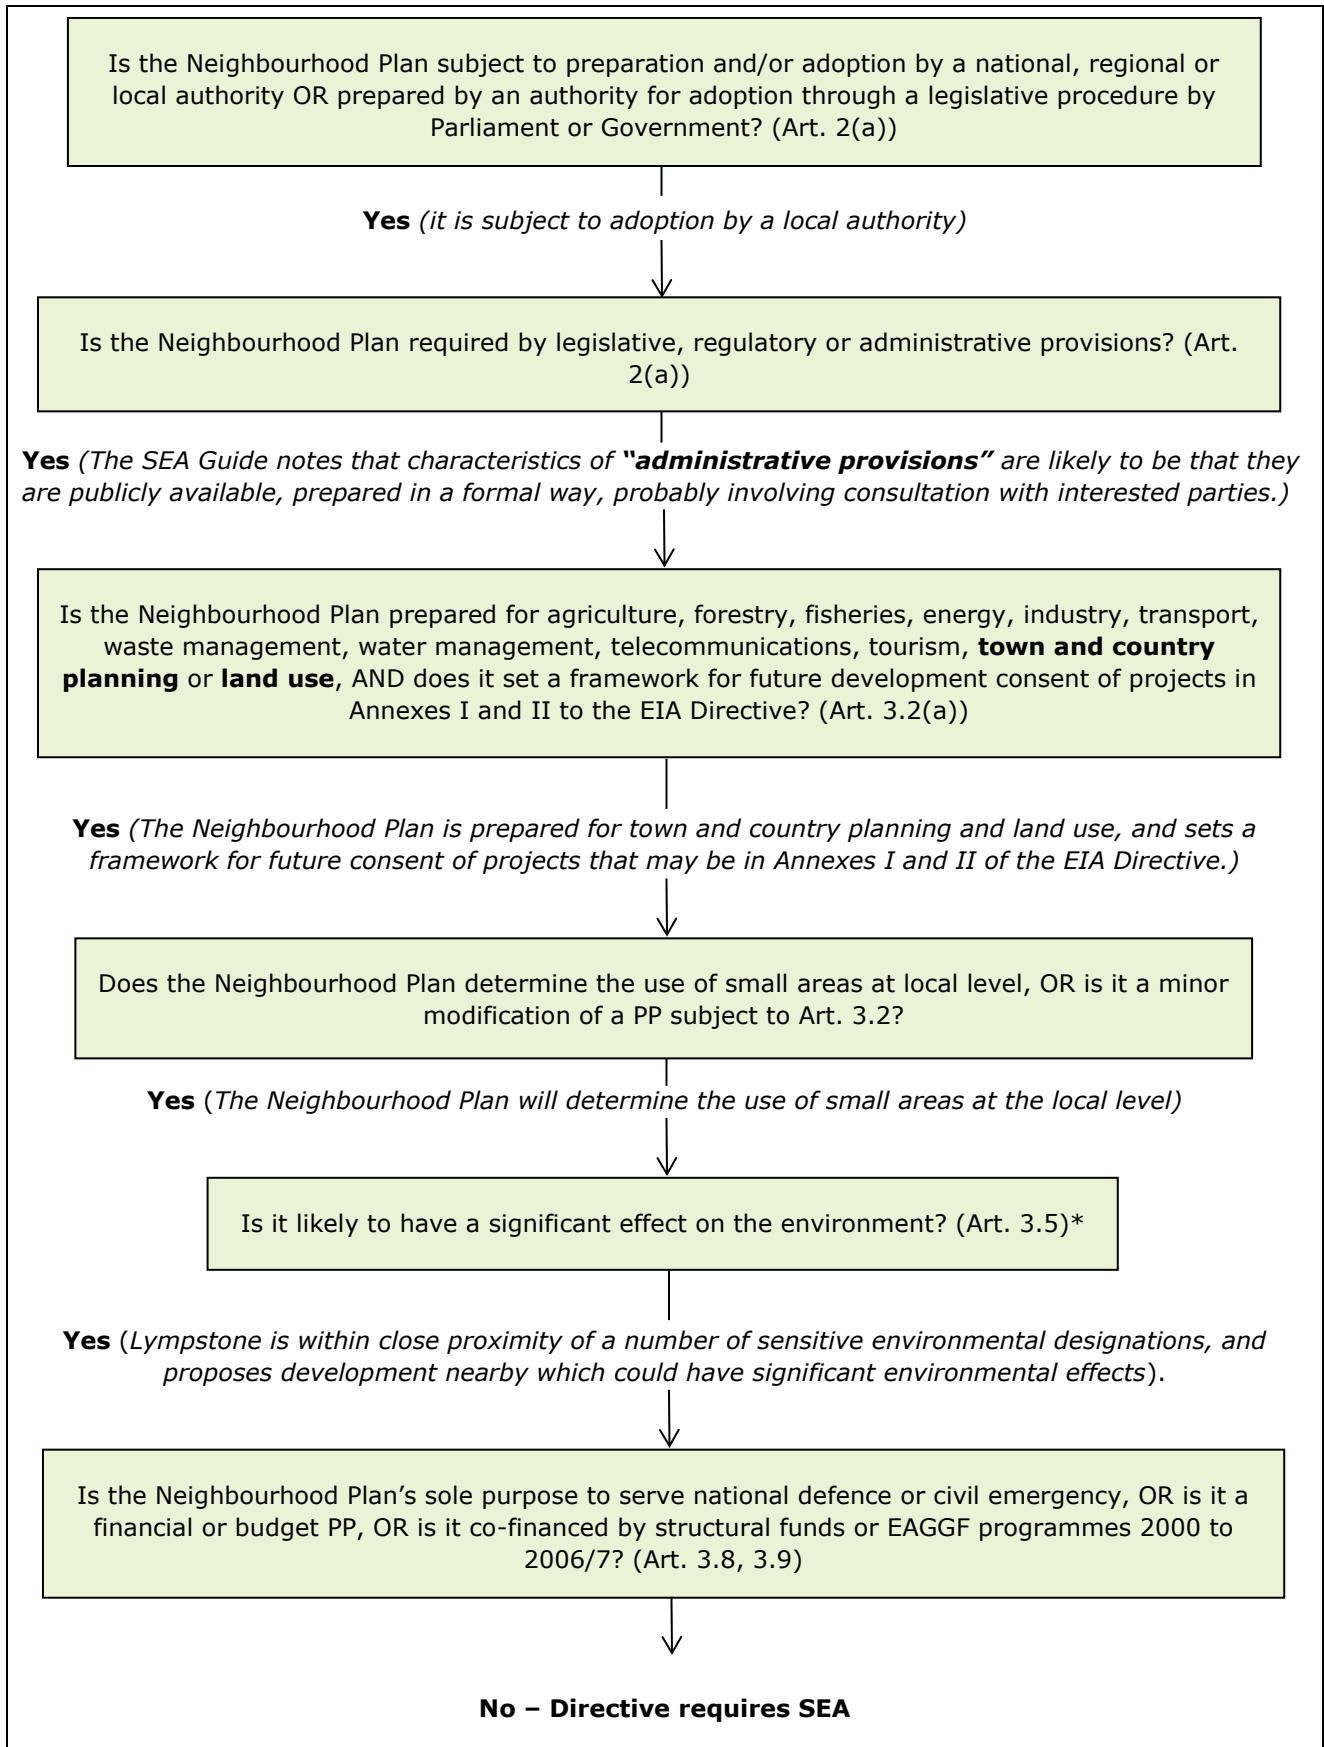 Is the Neighbourhood Plan subject to preparation and/or adoption by a national, regional or
local authority OR prepared by an authority for adoption through a legislative procedure by
Parliament or Government? (Art. 2(a))
Yes (it is subject to adoption by a local authority)
Is the Neighbourhood Plan required by legislative, regulatory or administrative provisions? (Art.
2(a))
Yes (The SEA Guide notes that characteristics of “administrative provisions” are likely to be that they
are publicly available, prepared in a formal way, probably involving consultation with interested parties.)
Is the Neighbourhood Plan prepared for agriculture, forestry, fisheries, energy, industry, transport,
waste management, water management, telecommunications, tourism, town and country
planning or land use, AND does it set a framework for future development consent of projects in
Annexes I and II to the EIA Directive? (Art. 3.2(a))
Yes (The Neighbourhood Plan is prepared for town and country planning and land use, and sets a
framework for future consent of projects that may be in Annexes I and II of the EIA Directive.)
Does the Neighbourhood Plan determine the use of small areas at local level, OR is it a minor
modification of a PP subject to Art. 3.2?
Yes (The Neighbourhood Plan will determine the use of small areas at the local level)
Is it likely to have a significant effect on the environment? (Art. 3.5)*
Yes (Lympstone is within close proximity of a number of sensitive environmental designations, and
proposes development nearby which could have significant environmental effects).
Is the Neighbourhood Plan’s sole purpose to serve national defence or civil emergency, OR is it a
financial or budget PP, OR is it co-financed by structural funds or EAGGF programmes 2000 to
2006/7? (Art. 3.8, 3.9)
No – Directive requires SEA